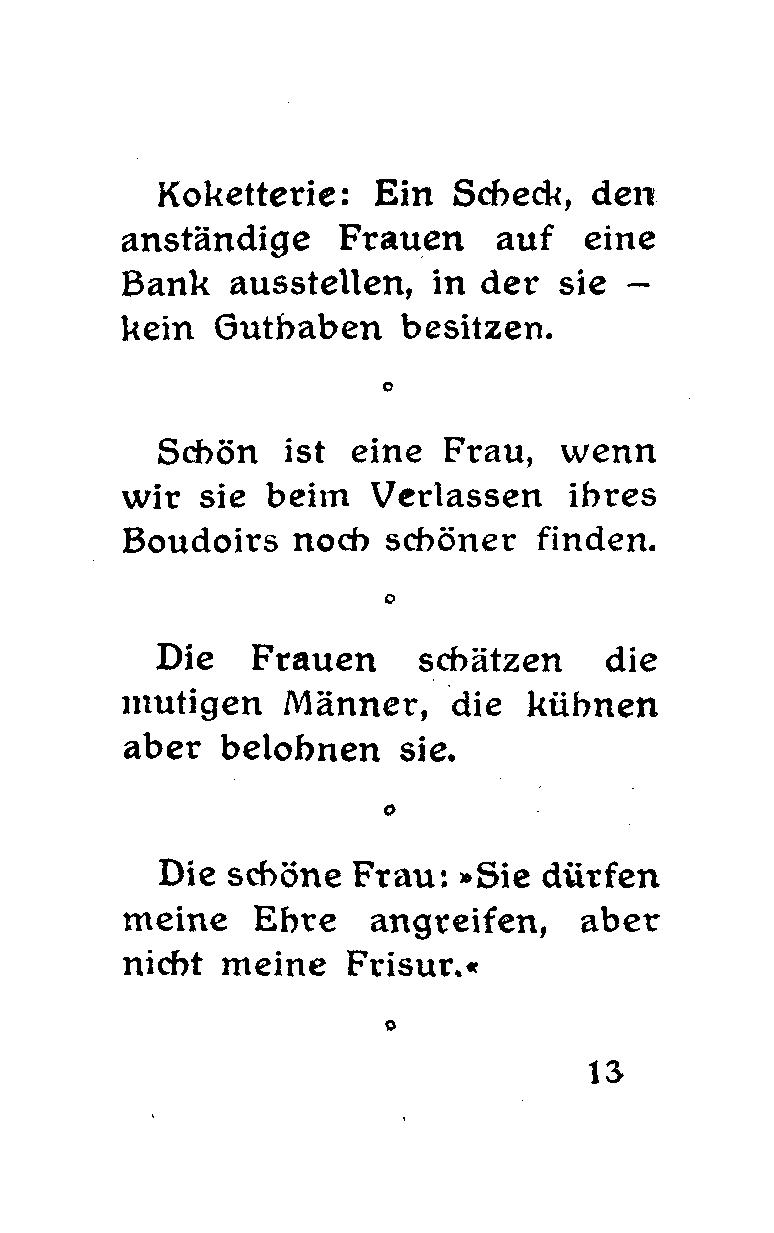 Koketterie: Ein Scheck, den
anständige Frauen auf eine
Bank ausstellen, in der sie –
kein Guthaben besitzen.
°
Schön ist eine Frau, wenn
wir sie beim Verlassen ihres
Boudoirs noch schöner finden.
°
Die Frauen schätzen die
mutigen Männer, die kühnen
aber belohnen sie.
°
Die schöne Frau: »Sie dürfen
meine Ehre angreifen, aber
nicht meine Frisur.«
°
13